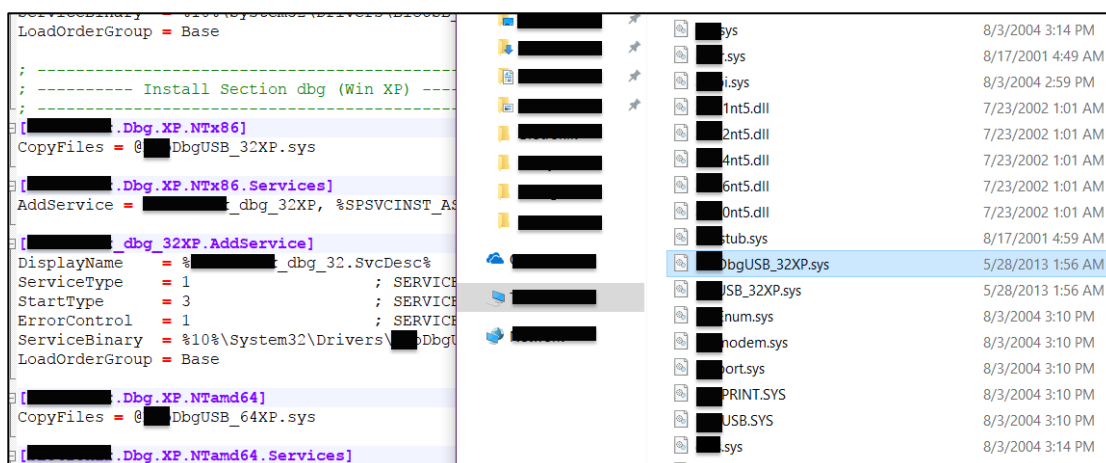 LoadOrderGroup = Base
; ---------- Install Section dbg (Win XP) ----
.Dbg.XP.NTx86]
CopyFiles = @ DbgUSB_32XP.sys
.Dbg.XP.NTx86.Services]
AddService = _dbg_32XP, %SPSVCINST_AS
_dbg_32XP.AddService]
DisplayName = % _dbg_32.SvcDesc%
ServiceType = 1 ; SERVICE
StartType = 3 ; SERVICE
ErrorControl = 1 ; SERVICE
ServiceBinary = %10%\System32\Drivers\ DbgU
LoadOrderGroup = Base
.Dbg.XP.NTamd64]
CopyFiles = @ DbgUSB_64XP.sys
.Dbg.XP.NTamd64.Services]
sys 8/3/2004 3:14 PM
.sys 8/17/2001 4:49 AM
i.sys 8/3/2004 2:59 PM
1nt5.dll 7/23/2002 1:01 AM
2nt5.dll 7/23/2002 1:01 AM
4nt5.dll 7/23/2002 1:01 AM
6nt5.dll 7/23/2002 1:01 AM
0nt5.dll 7/23/2002 1:01 AM
stub.sys 8/17/2001 4:59 AM
DbgUSB_32XP.sys 5/28/2013 1:56 AM
USB_32XP.sys 5/28/2013 1:56 AM
num.sys 8/3/2004 3:10 PM
modem.sys 8/3/2004 3:10 PM
port.sys 8/3/2004 3:10 PM
PRINT.SYS 8/3/2004 3:10 PM
USB.SYS 8/3/2004 3:10 PM
.sys 8/3/2004 3:14 PM